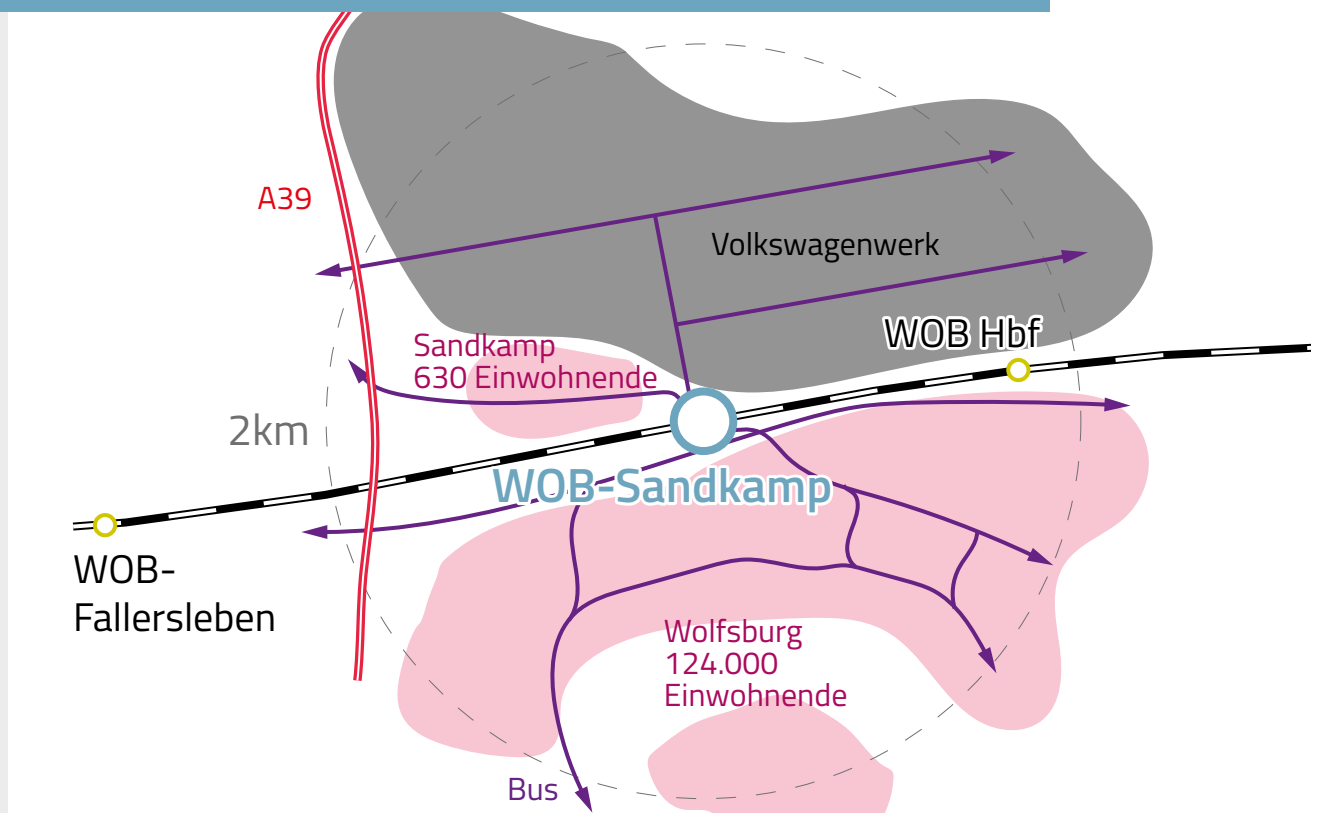 A39
Volkswagenwerk
WOB Hbf
Sandkamp
630 Einwohnende
2km
WOB-Sandkamp
WOB-
Fallersleben
Wolfsburg
124.000
Einwohnende
Bus